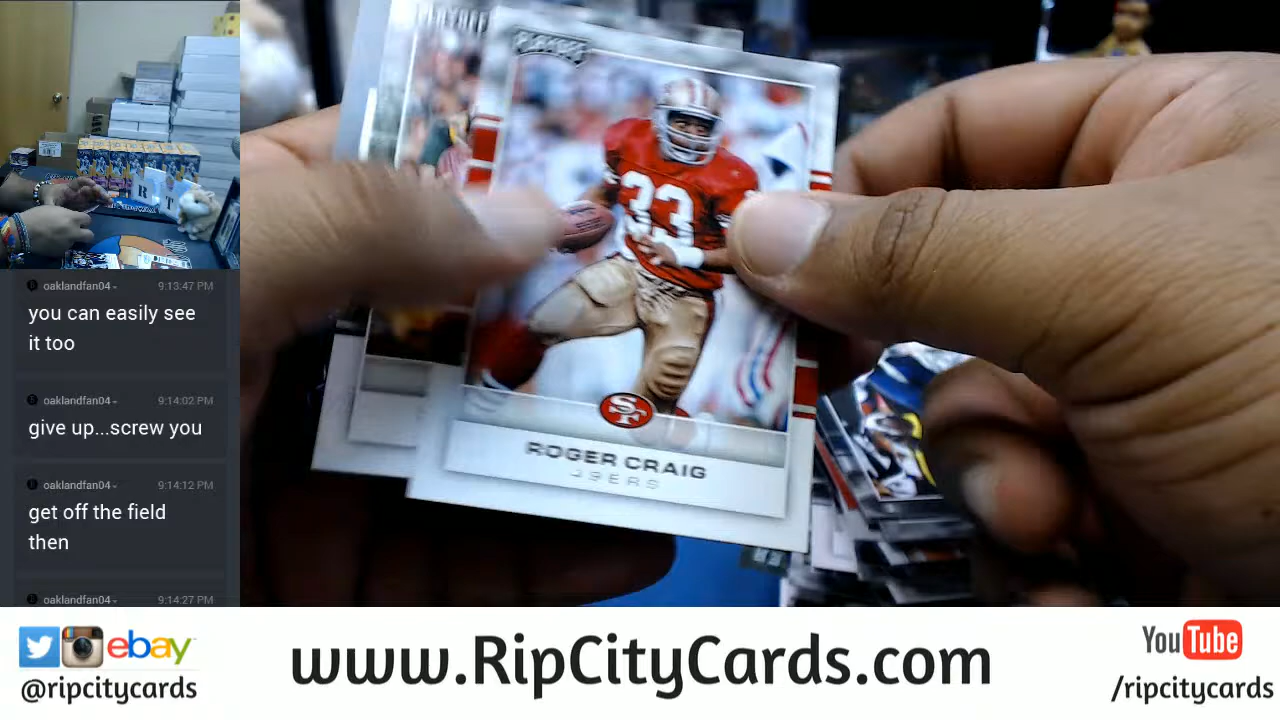 oaklandfan04
9:13:47 PM
you can easily see
it too
oaklandfan04
9:14:02 PM
give up...screw you
oaklandfan04
9:14:12 PM
get off the field
then
oaklandfan04
9:14:27 PM
PLAYOFF
PLAYOFF
33
SF
ROGER CRAIG
49ERS
R
T
ebay
@ripcitycards
www.RipCityCards.com
YouTube
/ripcitycards